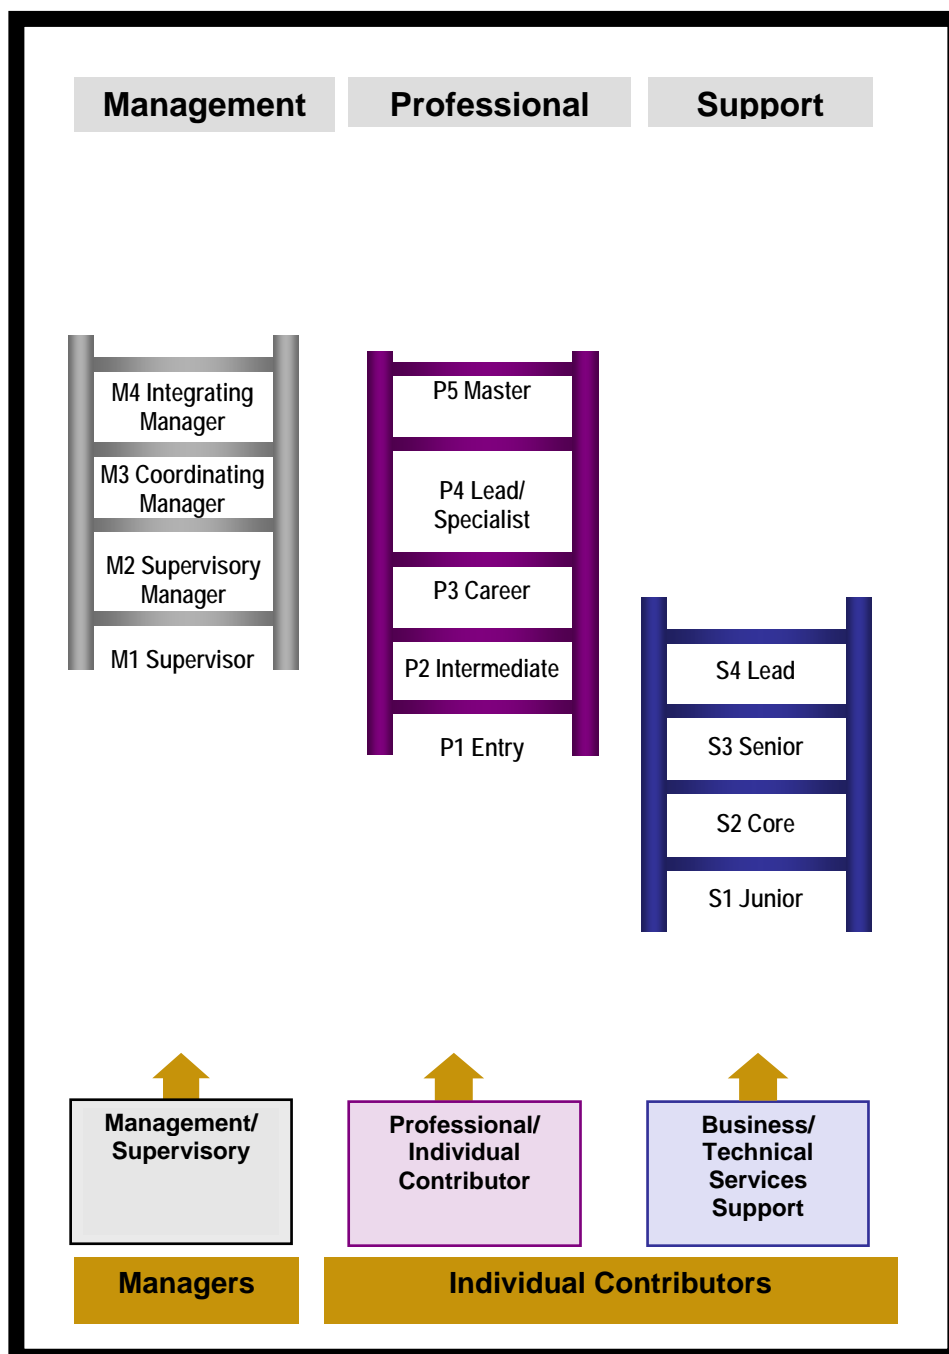 Management
Professional
Support
M4 Integrating
Manager
M3 Coordinating
Manager
M2 Supervisory
Manager
M1 Supervisor
P5 Master
P4 Lead/
Specialist
P3 Career
P2 Intermediate
P1 Entry
S4 Lead
S3 Senior
S2 Core
S1 Junior
Management/
Supervisory
Professional/
Individual
Contributor
Business/
Technical
Services
Support
Managers
Individual Contributors